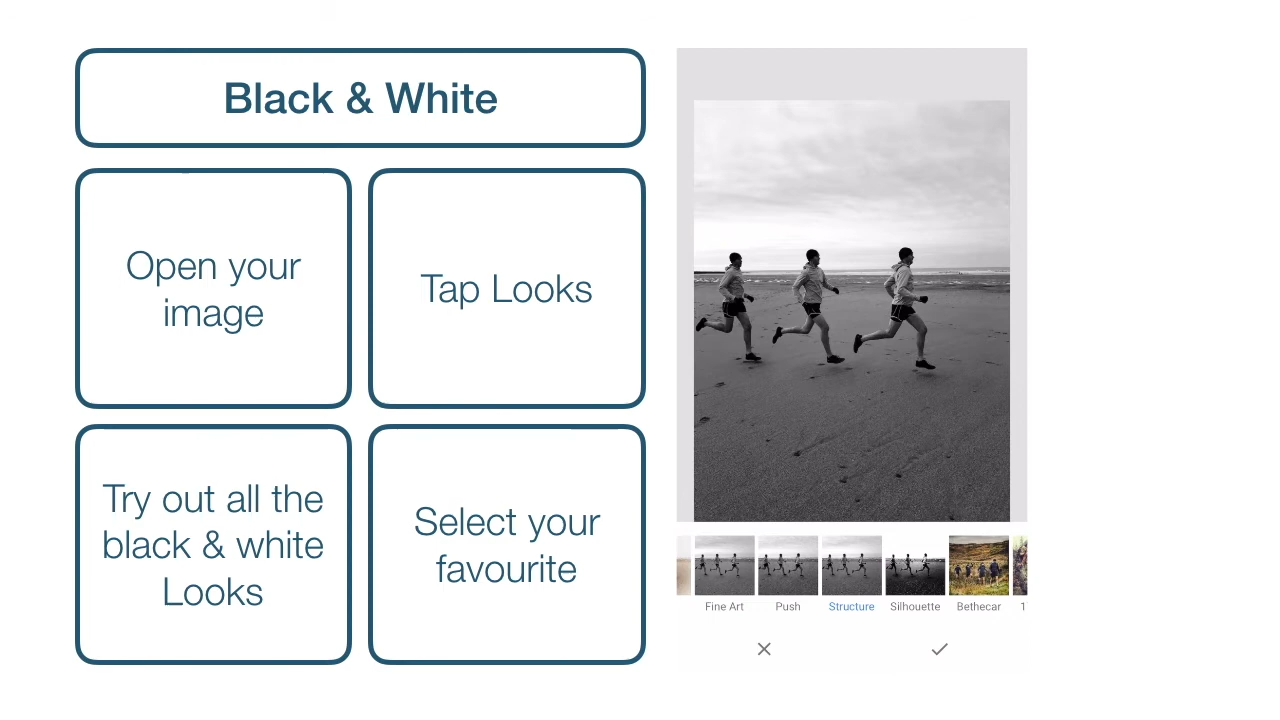 Black & White
Open your
image
Tap Looks
Try out all the
black & white
Looks
Select your
favourite
Fine Art
Push
Structure
Silhouette
Bethecar
1